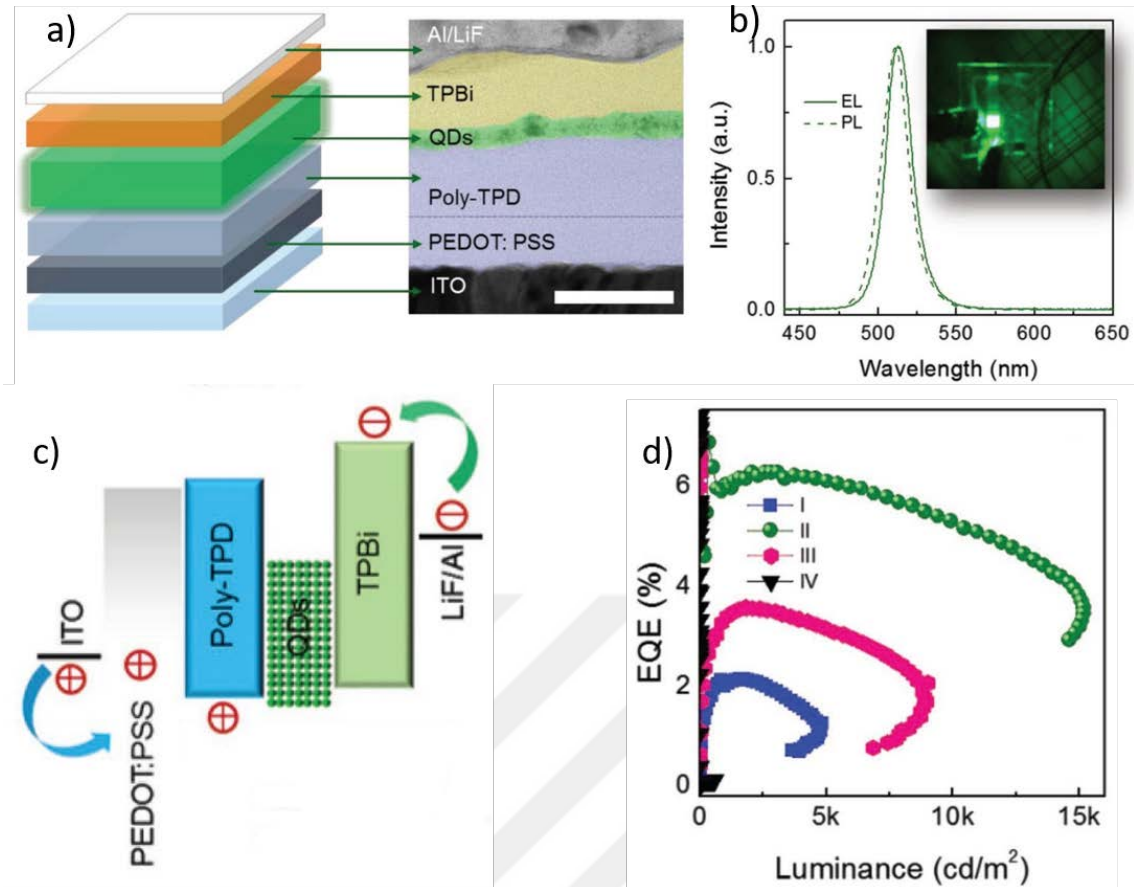 a)
Al/LiF
TPBi
QDs
Poly-TPD
PEDOT: PSS
ITO
b)
1.0
0.5
0.0
Intensity (a.u.)
EL
PL
450
500
550
600
650
Wavelength (nm)
c)
ITO
PEDOT:PSS
Poly-TPD
QDs
TPBi
LiF/Al
d)
6
4
2
0
EQE (%)
I
II
III
IV
0
5k
10k
15k
Luminance (cd/m²)